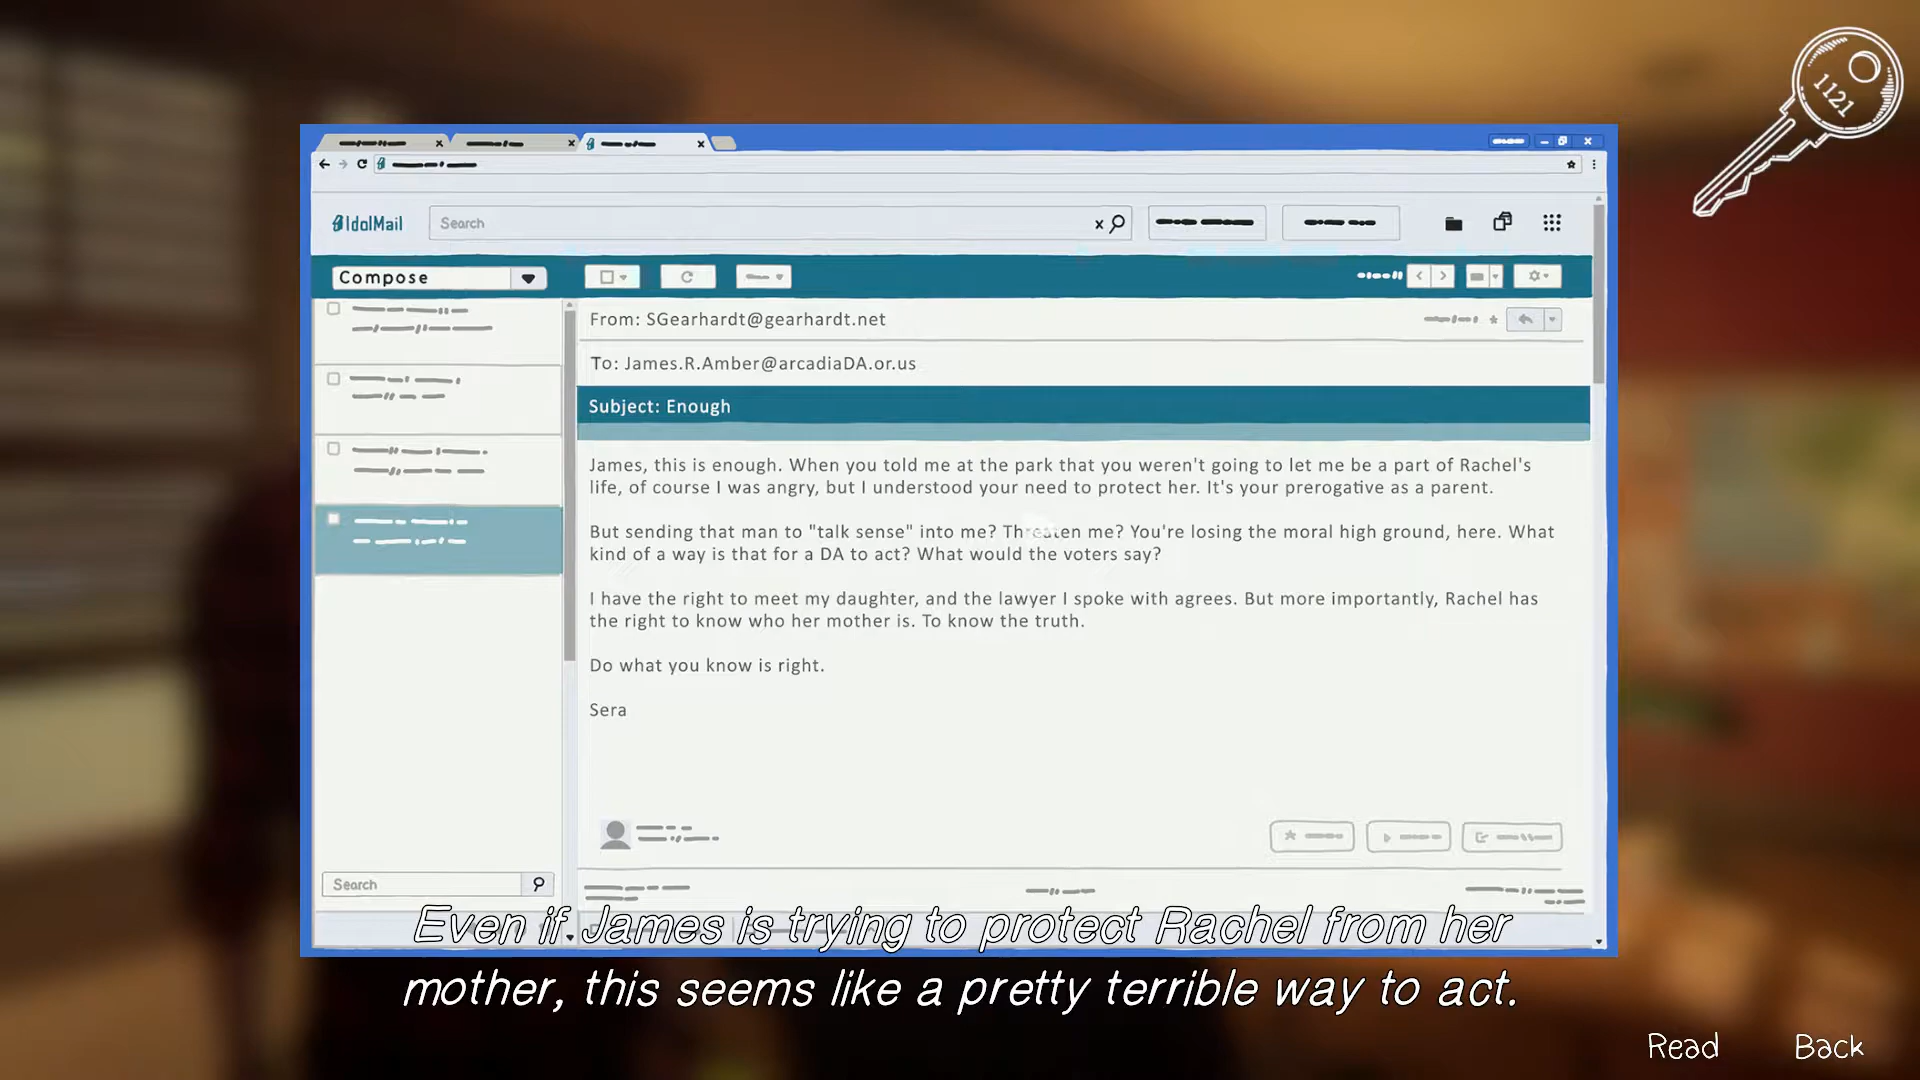 1121
IdolMail
Search
Compose
From: SGearhardt@gearhardt.net
To: James.R.Amber@arcadiaDA.or.us
Subject: Enough
James, this is enough. When you told me at the park that you weren't going to let me be a part of Rachel's
life, of course I was angry, but I understood your need to protect her. It's your prerogative as a parent.
But sending that man to "talk sense" into me? Threaten me? You're losing the moral high ground, here. What
kind of a way is that for a DA to act? What would the voters say?
I have the right to meet my daughter, and the lawyer I spoke with agrees. But more importantly, Rachel has
the right to know who her mother is. To know the truth.
Do what you know is right.
Sera
Search
Even if James is trying to protect Rachel from her
mother, this seems like a pretty terrible way to act.
Read Back